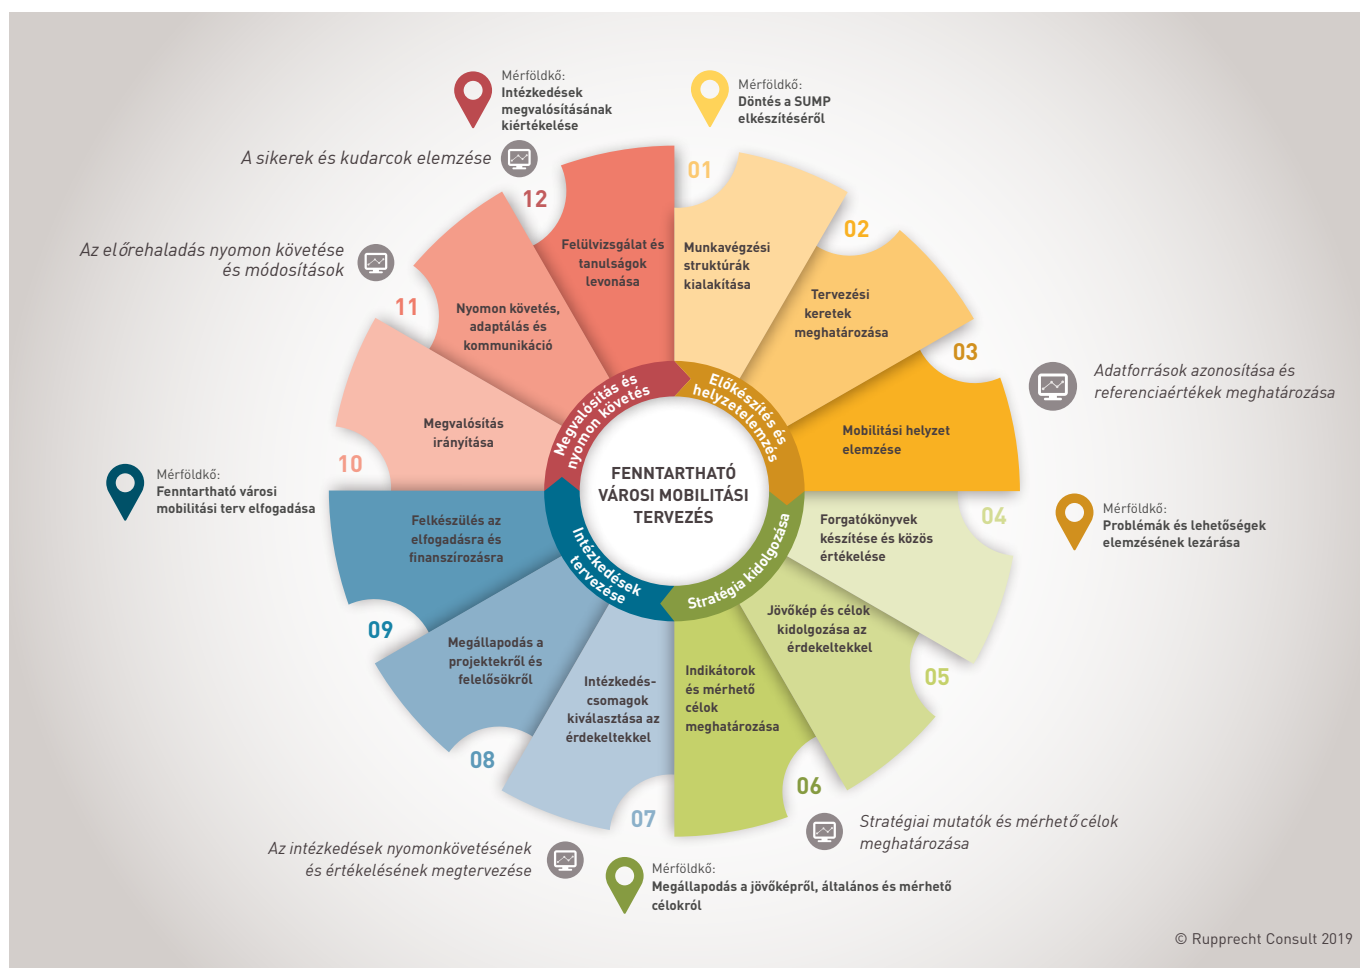 Mérföldkő:
Intézkedések
megvalósításának
kiértékelése
Mérföldkő:
Döntés a SUMP
elkészítéséről
A sikerek és kudarcok elemzése
Az előrehaladás nyomon követése
és módosítások
01
Munkavégzési
struktúrák
kialakítása
02
Tervezési
keretek
meghatározása
03
Mobilitási helyzet
elemzése
Adatforrások azonosítása és
referenciaértékek meghatározása
04
Forgatókönyvek
készítése és közös
értékelése
Mérföldkő:
Problémák és lehetőségek
elemzésének lezárása
05
Jövőkép és célok
kidolgozása az
érdekeltekkel
06
Indikátorok
és mérhető
célok
meghatározása
Stratégiai mutatók és mérhető célok
meghatározása
Mérföldkő:
Megállapodás a jövőképről, általános és mérhető
célokról
07
Intézkedés-
csomagok
kiválasztása az
érdekeltekkel
Az intézkedések nyomonkövetésének
és értékelésének megtervezése
08
Megállapodás a
projektekről és
felelősökről
09
Felkészülés az
elfogadásra és
finanszírozásra
Mérföldkő:
Fenntartható városi
mobilitási terv elfogadása
10
Megvalósítás
irányítása
11
Nyomon követés,
adaptálás és
kommunikáció
12
Felülvizsgálat és
tanulságok
levonása
Előkészítés és
helyzetelemzés
Stratégia kidolgozása
Intézkedések
tervezése
Megvalósítás és
nyomon követés
FENNTARTHATÓ
VÁROSI MOBILITÁSI
TERVEZÉS
© Rupprecht Consult 2019